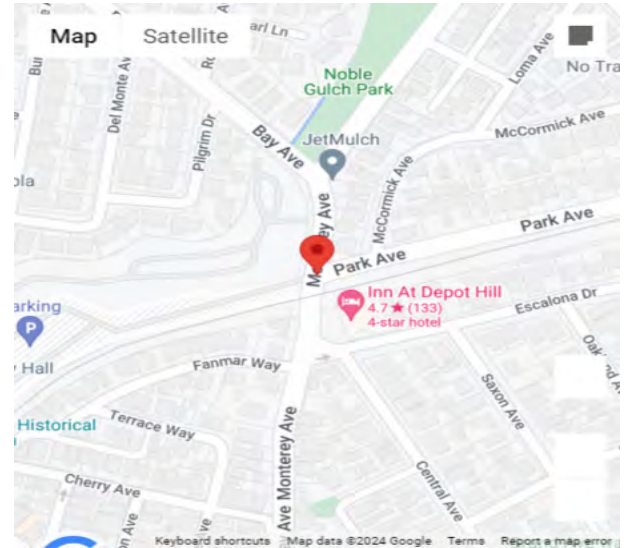 Map
Satellite
arl Ln
No Tra
Loma Ave
Noble
Gulch Park
Del Monte Ave
Pilgrim Dr
Bay Ave
JetMulch
McCormick Ave
McCormick Ave
ola
Park Ave
Park Ave
Inn At Depot Hill
4.7★(133)
4-star hotel
Escalona Dr
arking
P
Hall
Fanmar Way
Saxon Ave
Historical
Terrace Way
Cherry Ave
Ave Monterey Ave
Central Ave
Keyboard shortcuts
Map data ©2024 Google
Terms
Report a map error